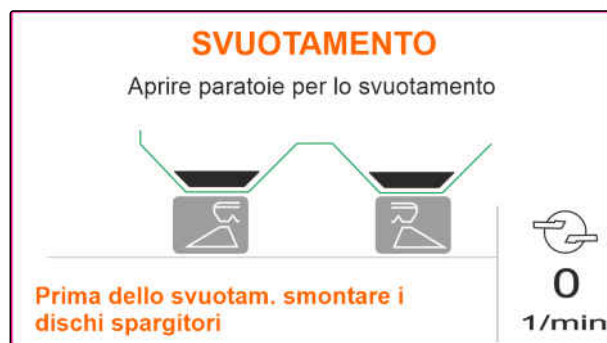 SVUOTAMENTO
Aprire paratoie per lo svuotamento
Prima dello svuotam. smontare i
dischi spargitori
0
1/min